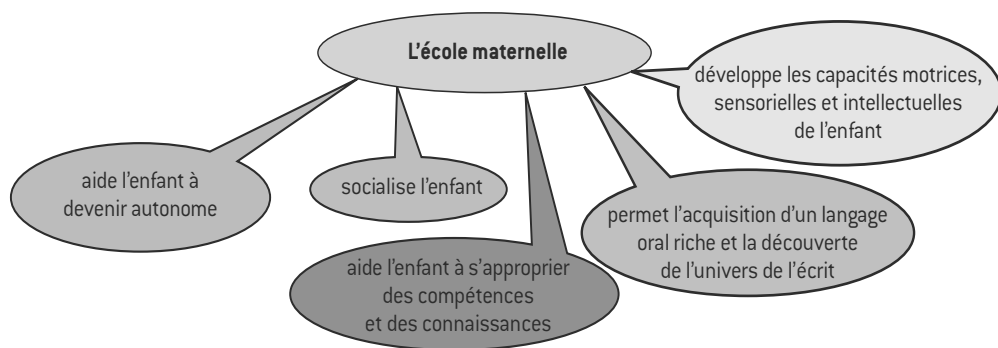 L'école maternelle
développe les capacités motrices,
sensorielles et intellectuelles
de l'enfant
aide l'enfant à
devenir autonome
socialise l'enfant
permet l'acquisition d'un langage
oral riche et la découverte
de l'univers de l'écrit
aide l'enfant à s'approprier
des compétences
et des connaissances